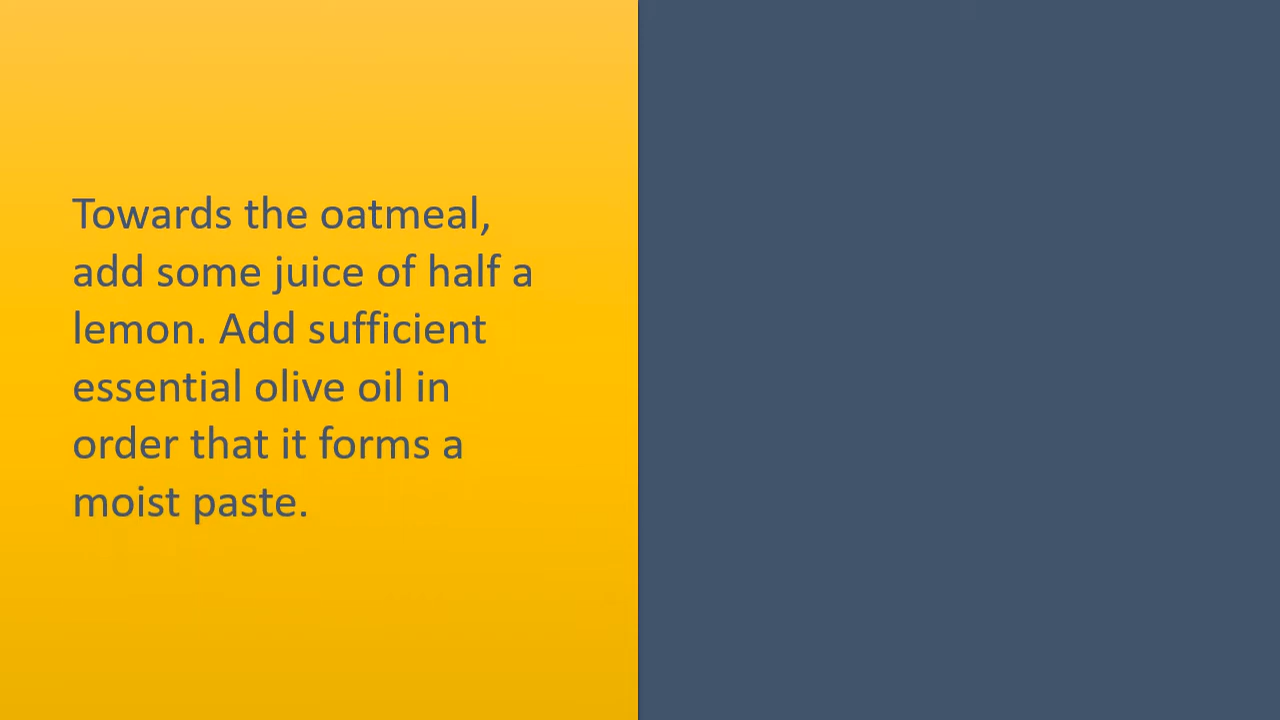 Towards the oatmeal,
add some juice of half a
lemon. Add sufficient
essential olive oil in
order that it forms a
moist paste.